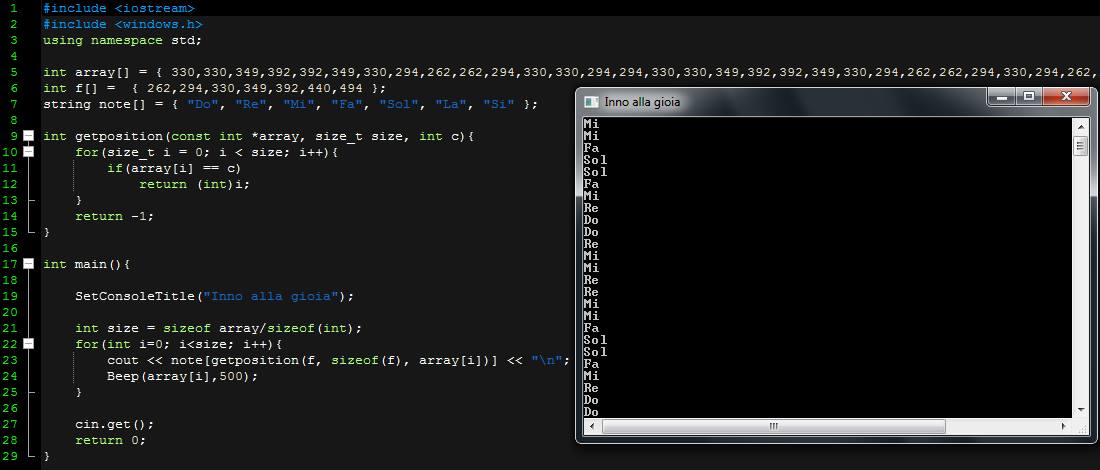 1 #include <iostream>
2 #include <windows.h>
3 using namespace std;
4
5 int array[] = { 330,330,349,392,392,349,330,294,262,262,294,330,330,294,294,330,330,349,392,392,349,330,294,262,262,294,330,294,262,
6 int f[] =  { 262,294,330,349,392,440,494 };
7 string note[] = { "Do", "Re", "Mi", "Fa", "Sol", "La", "Si" };
8
9 int getposition(const int *array, size_t size, int c){
10 for(size_t i = 0; i < size; i++){
11 if(array[i] == c)
12 return (int)i;
13 }
14 return -1;
15 }
16
17 int main(){
18
19 SetConsoleTitle("Inno alla gioia");
20
21 int size = sizeof array/sizeof(int);
22 for(int i=0; i<size; i++){
23 cout << note[getposition(f, sizeof(f), array[i])] << "\n";
24 Beep(array[i],500);
25 }
26
27 cin.get();
28 return 0;
29 }
Inno alla gioia
Mi
Mi
Fa
Sol
Sol
Fa
Mi
Re
Do
Do
Re
Mi
Mi
Re
Re
Mi
Mi
Fa
Sol
Sol
Fa
Mi
Re
Do
Do